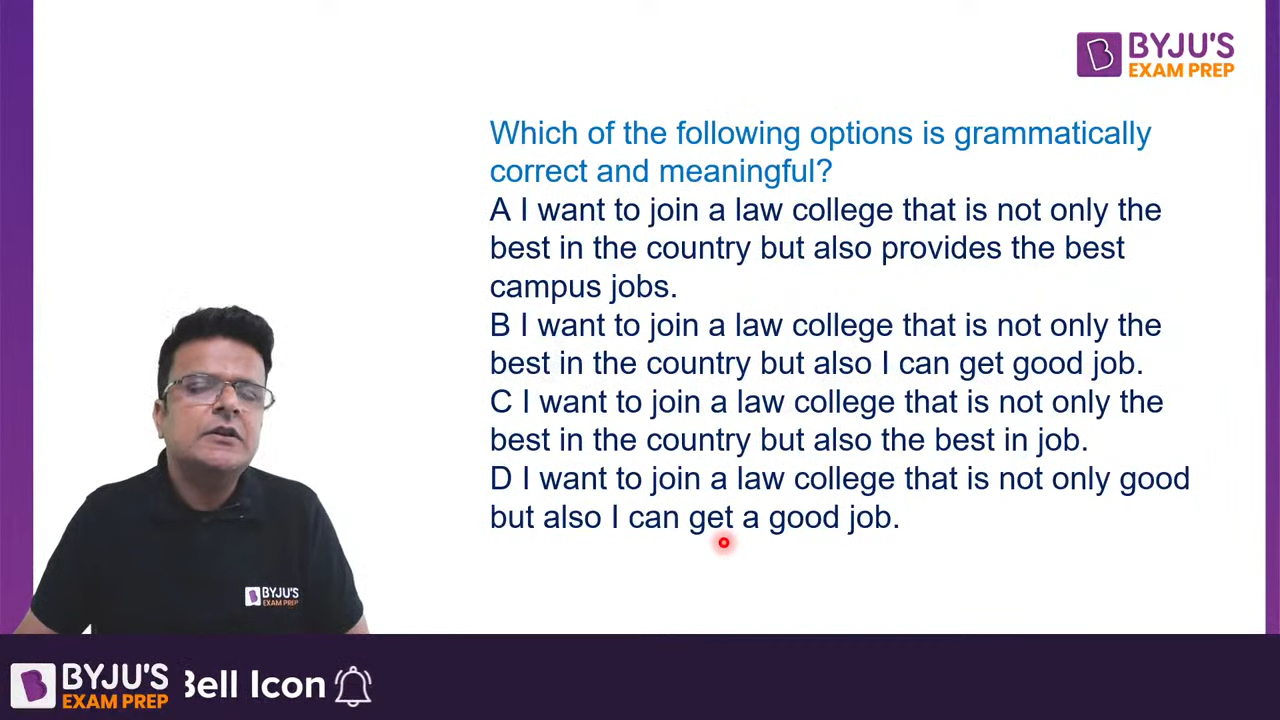 BYJU'S
EXAM PREP
Which of the following options is grammatically
correct and meaningful?
A I want to join a law college that is not only the
best in the country but also provides the best
campus jobs.
B I want to join a law college that is not only the
best in the country but also I can get good job.
C I want to join a law college that is not only the
best in the country but also the best in job.
D I want to join a law college that is not only good
but also I can get a good job.
BYJU'S
EXAM PREP
BYJU'S
EXAM PREP
Bell Icon